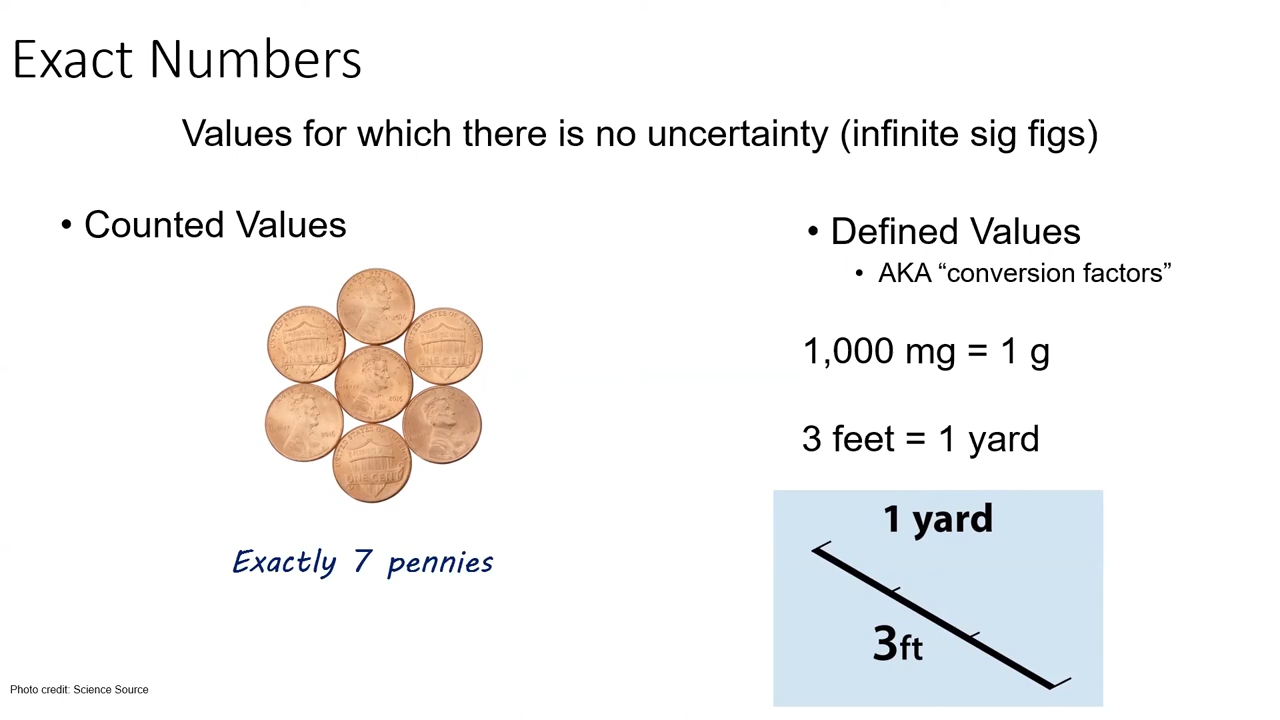 Exact Numbers
Values for which there is no uncertainty (infinite sig figs)
• Counted Values
Exactly 7 pennies
• Defined Values
• AKA “conversion factors”
1,000 mg = 1 g
3 feet = 1 yard
1 yard
3ft
Photo credit: Science Source